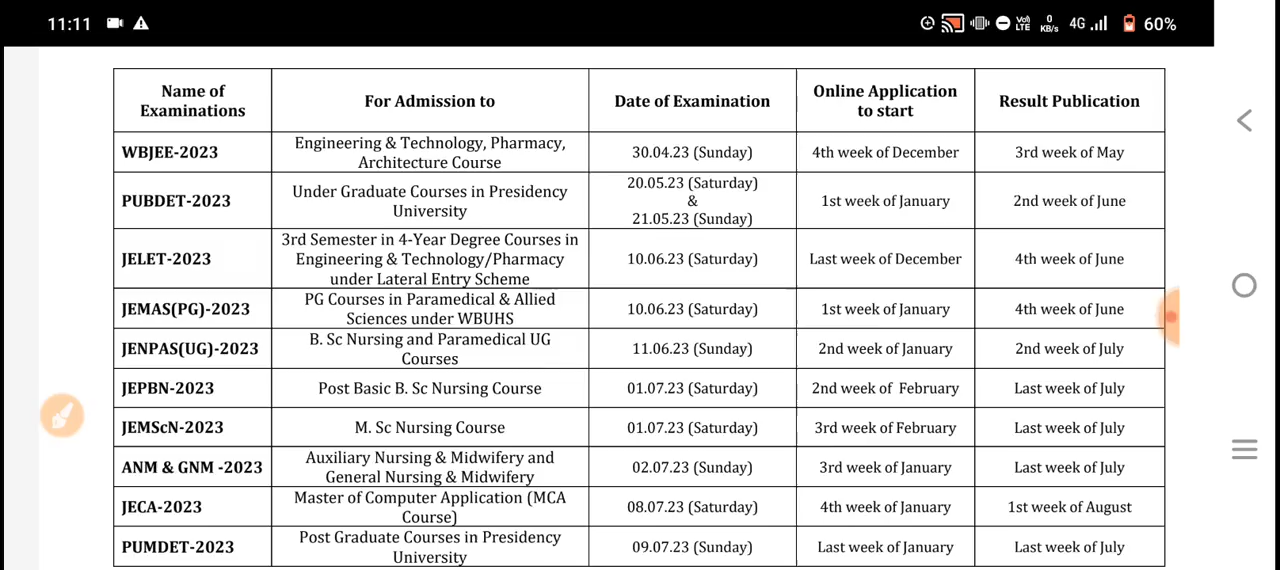 11:11
Vo)) LTE
0 KB/s
4G
60%
Name of Examinations
For Admission to
Date of Examination
Online Application to start
Result Publication
WBJEE-2023
Engineering & Technology, Pharmacy,
Architecture Course
30.04.23 (Sunday)
4th week of December
3rd week of May
PUBDET-2023
Under Graduate Courses in Presidency
University
20.05.23 (Saturday)
&
21.05.23 (Sunday)
1st week of January
2nd week of June
JELET-2023
3rd Semester in 4-Year Degree Courses in
Engineering & Technology/Pharmacy
under Lateral Entry Scheme
10.06.23 (Saturday)
Last week of December
4th week of June
JEMAS(PG)-2023
PG Courses in Paramedical & Allied
Sciences under WBUHS
10.06.23 (Saturday)
1st week of January
4th week of June
JENPAS(UG)-2023
B. Sc Nursing and Paramedical UG
Courses
11.06.23 (Sunday)
2nd week of January
2nd week of July
JEPBN-2023
Post Basic B. Sc Nursing Course
01.07.23 (Saturday)
2nd week of February
Last week of July
JEMScN-2023
M. Sc Nursing Course
01.07.23 (Saturday)
3rd week of February
Last week of July
ANM & GNM -2023
Auxiliary Nursing & Midwifery and
General Nursing & Midwifery
02.07.23 (Sunday)
3rd week of January
Last week of July
JECA-2023
Master of Computer Application (MCA
Course)
08.07.23 (Saturday)
4th week of January
1st week of August
PUMDET-2023
Post Graduate Courses in Presidency
University
09.07.23 (Sunday)
Last week of January
Last week of July